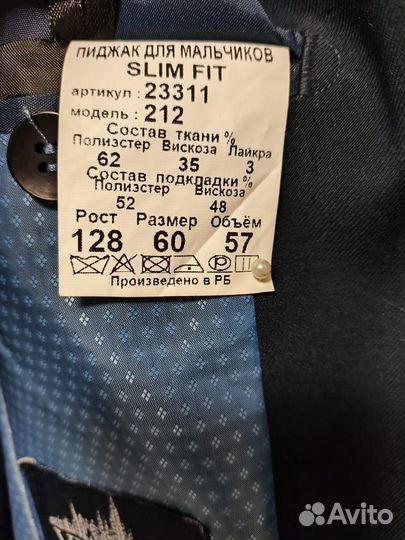 ПИДЖАК ДЛЯ МАЛЬЧИКОВ
SLIM FIT
артикул : 23311
модель : 212
Состав ткани %
Полиэстер Вискоза Лайкра
62 35 3
Состав подкладки%
Полиэстер Вискоза
52 48
Рост Размер Объём
128 60 57
Произведено в РБ
Avito